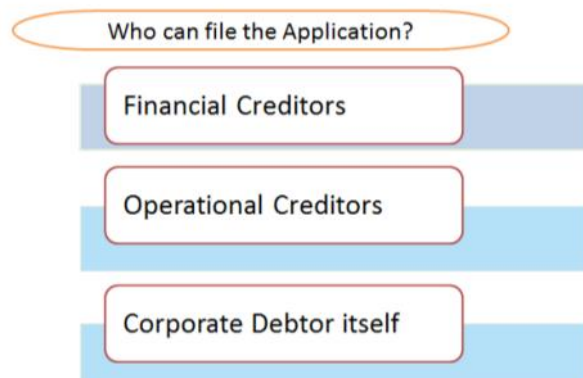 Who can file the Application?
Financial Creditors
Operational Creditors
Corporate Debtor itself